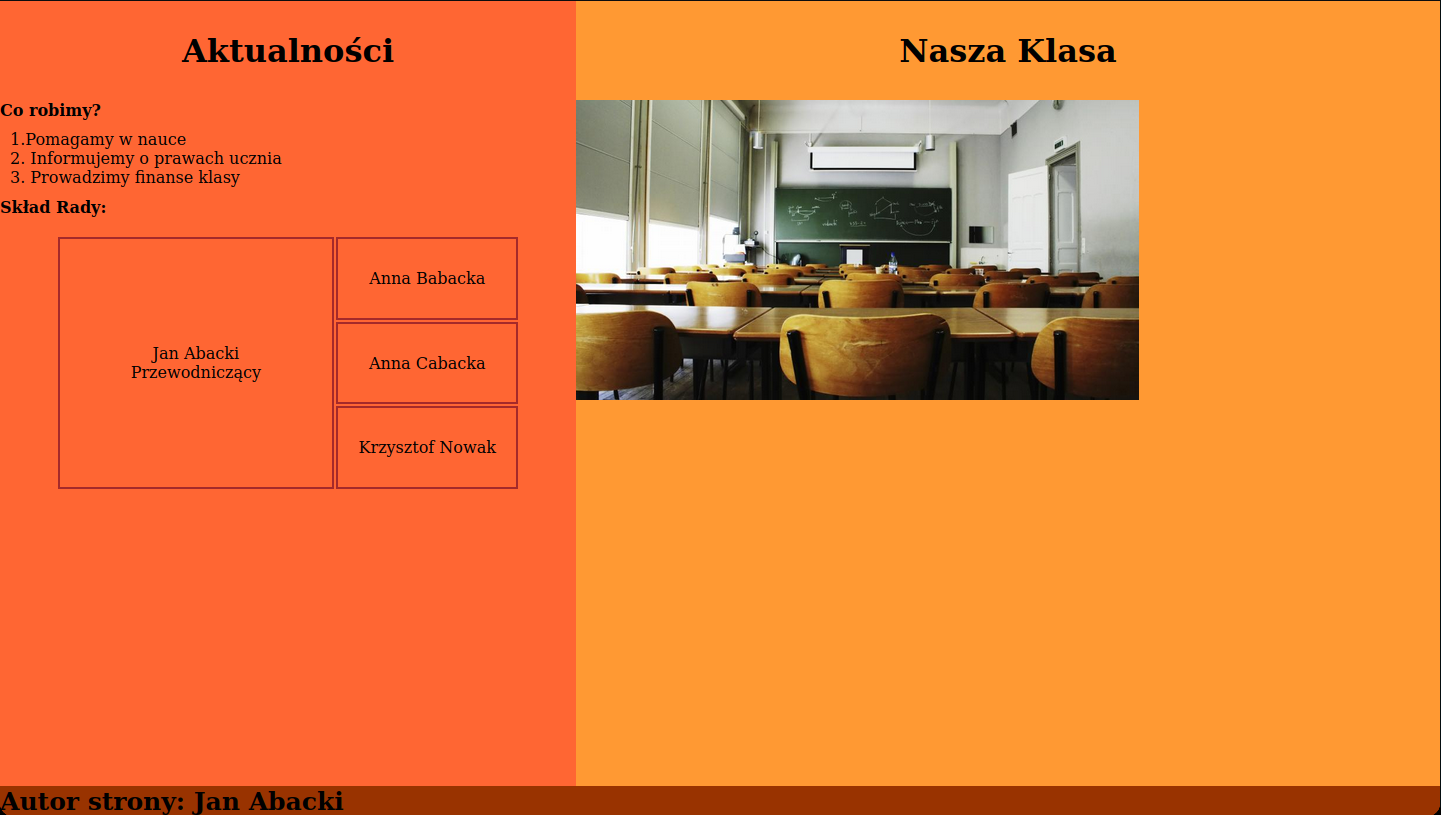 Aktualności
Co robimy?
1.Pomagamy w nauce
2. Informujemy o prawach ucznia
3. Prowadzimy finanse klasy
Skład Rady:
Jan Abacki
Przewodniczący
Anna Babacka
Anna Cabacka
Krzysztof Nowak
Nasza Klasa
Autor strony: Jan Abacki